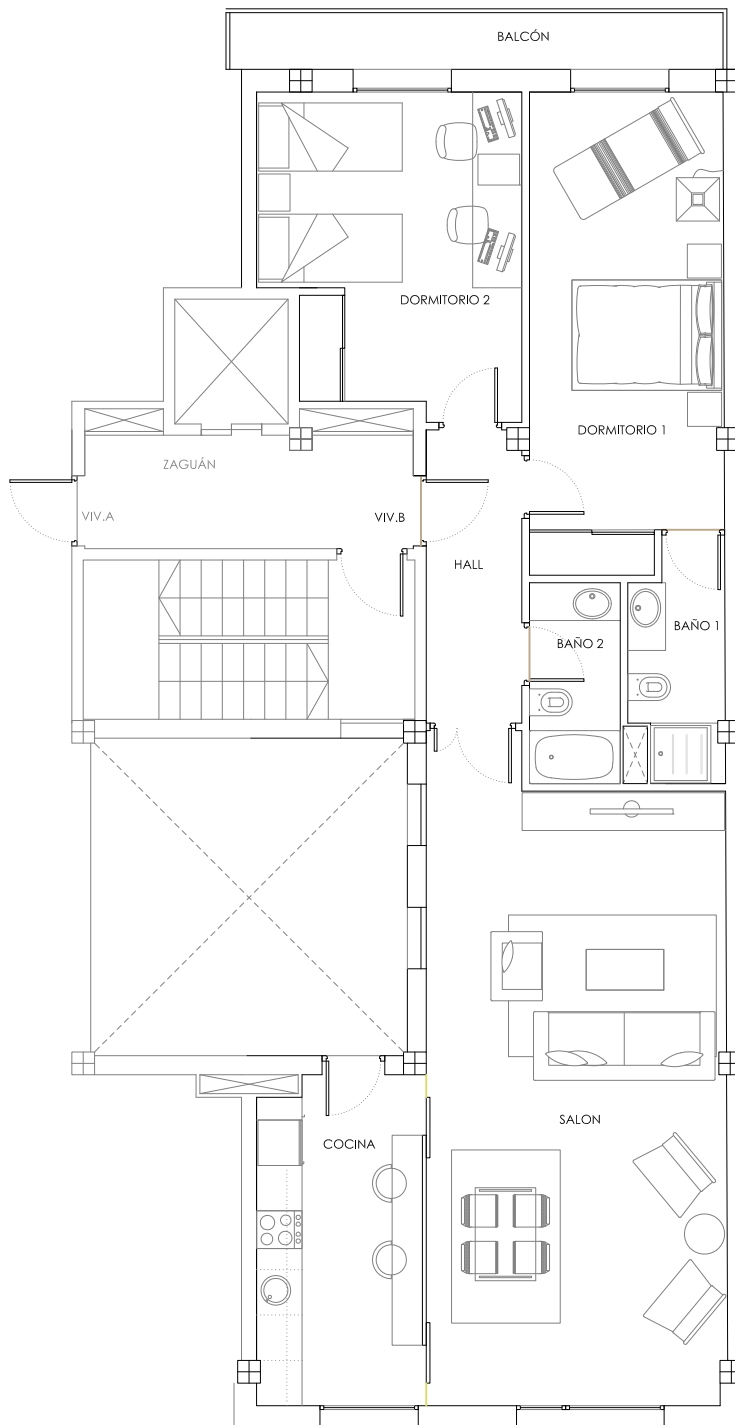 BALCÓN
DORMITORIO 2
DORMITORIO 1
ZAGUÁN
VIV.A
VIV.B
HALL
BAÑO 1
BAÑO 2
SALON
COCINA